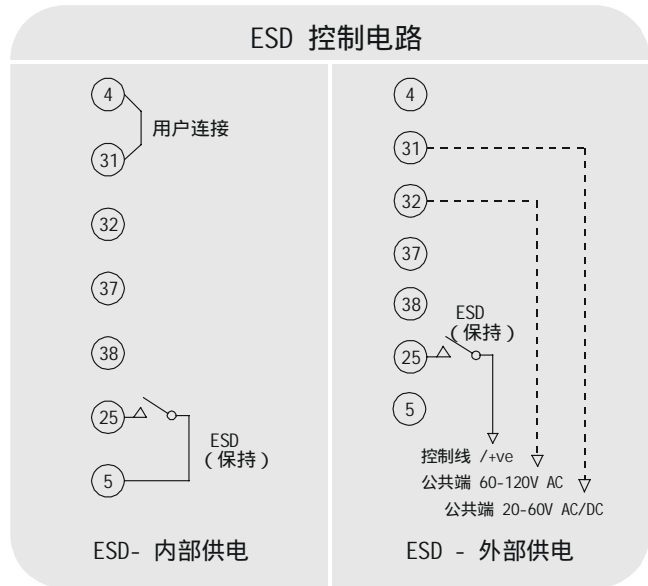 ESD 控制电路
4
用户连接
31
32
37
38
25
ESD
(保持)
5
ESD- 内部供电
4
31
32
37
38
ESD
(保持)
25
5
控制线 /+ve
公共端 60-120V AC
公共端 20-60V AC/DC
ESD - 外部供电